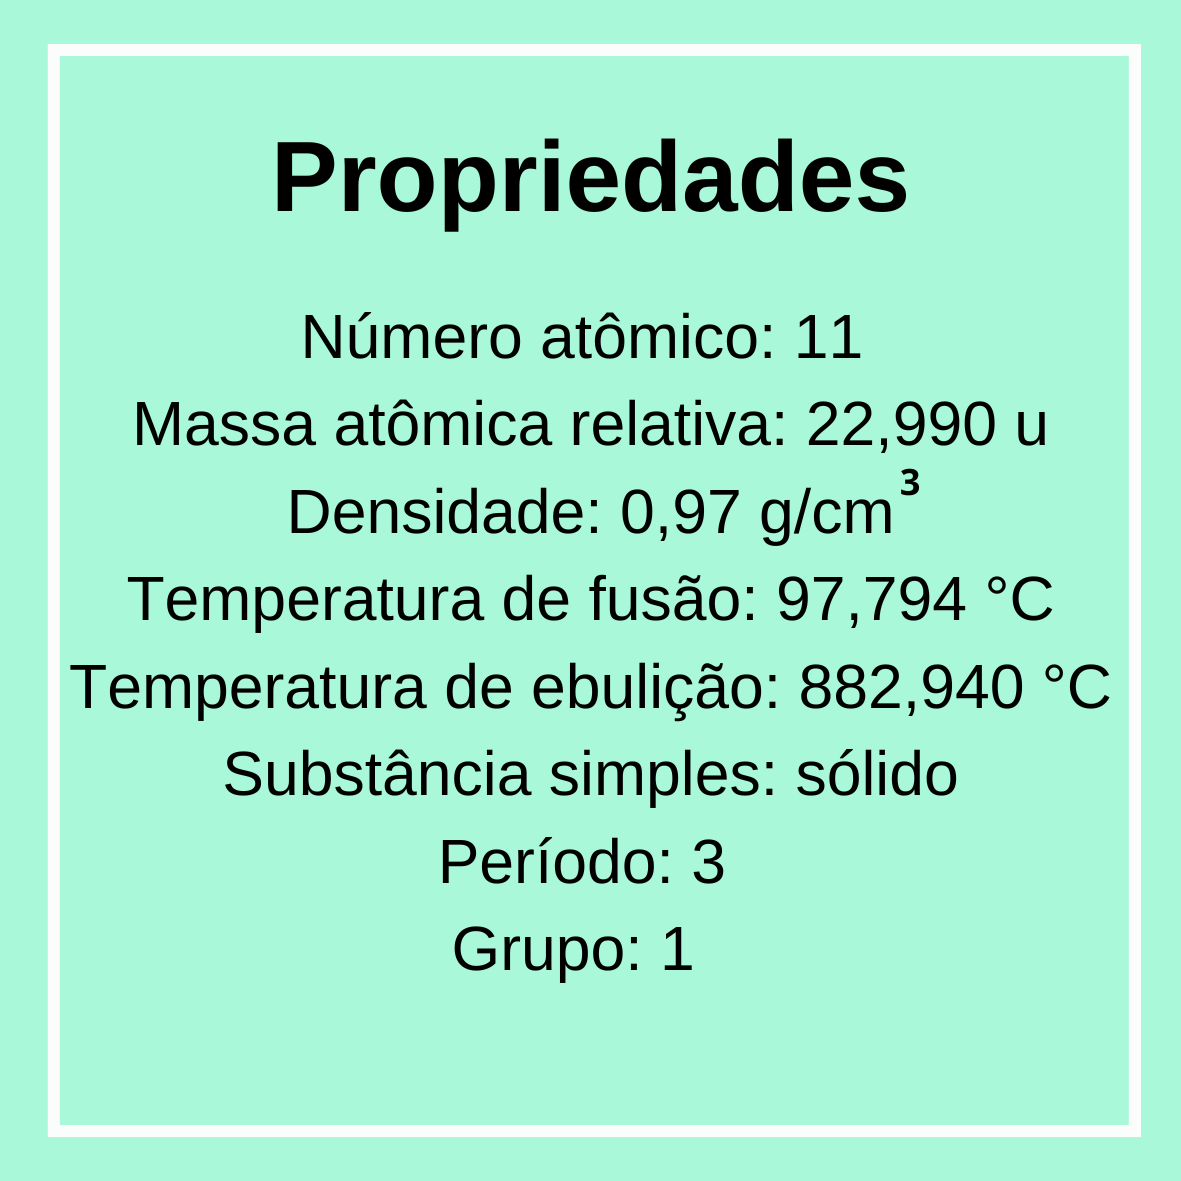 Propriedades
Número atômico: 11
Massa atômica relativa: 22,990 u
Densidade: 0,97 g/cm³
Temperatura de fusão: 97,794 °C
Temperatura de ebulição: 882,940 °C
Substância simples: sólido
Período: 3
Grupo: 1